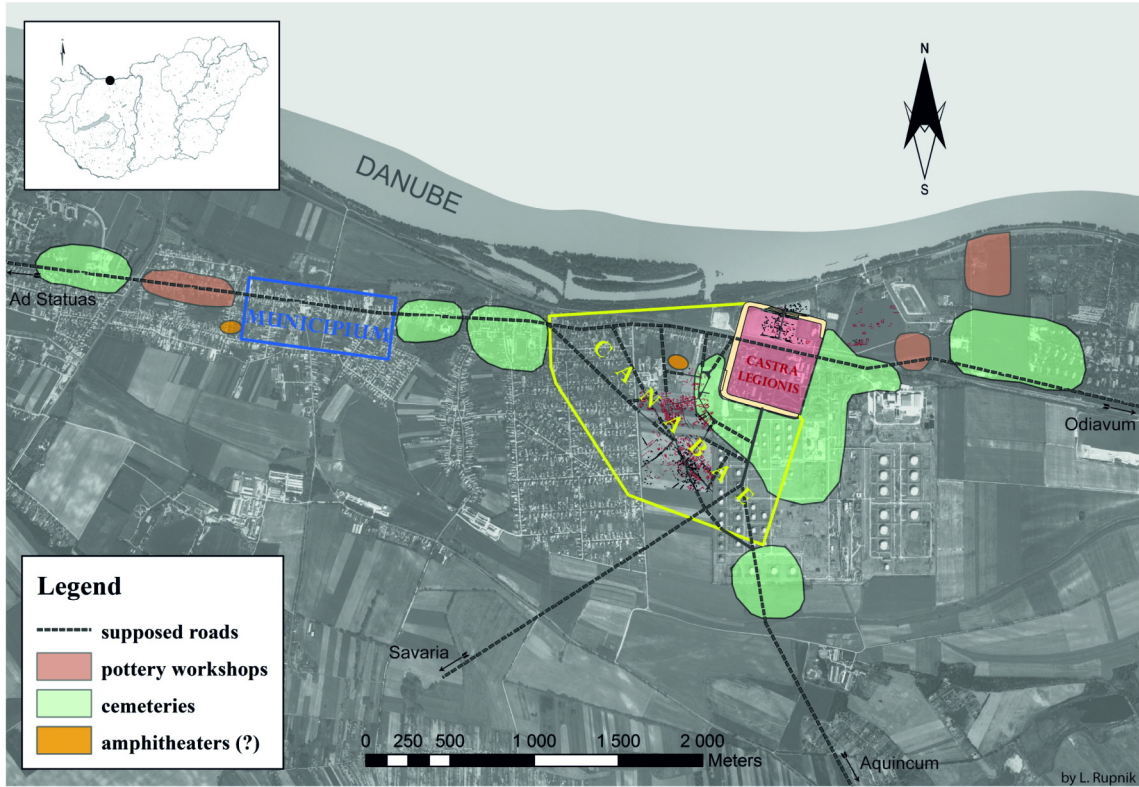 N
S
DANUBE
Ad Statuas
MUNICIPIUM
CANABAE
CASTRA
LEGIONIS
Odiavum
Savaria
Aquincum
Legend
supposed roads
pottery workshops
cemeteries
amphitheaters (?)
0 250 500 1 000 1 500 2 000
Meters
by L. Rupnik